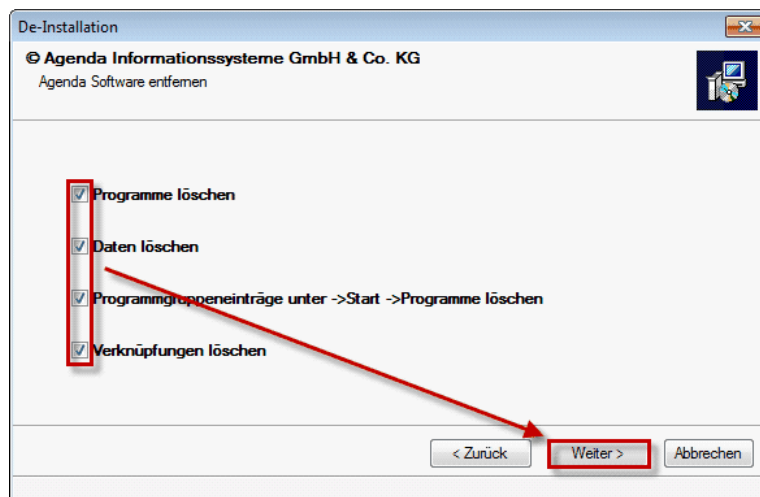 De-Installation
© Agenda Informationssysteme GmbH & Co. KG
Agenda Software entfernen
Programme löschen
Daten löschen
Programmgruppeneinträge unter ->Start ->Programme löschen
Verknüpfungen löschen
< Zurück
Weiter >
Abbrechen